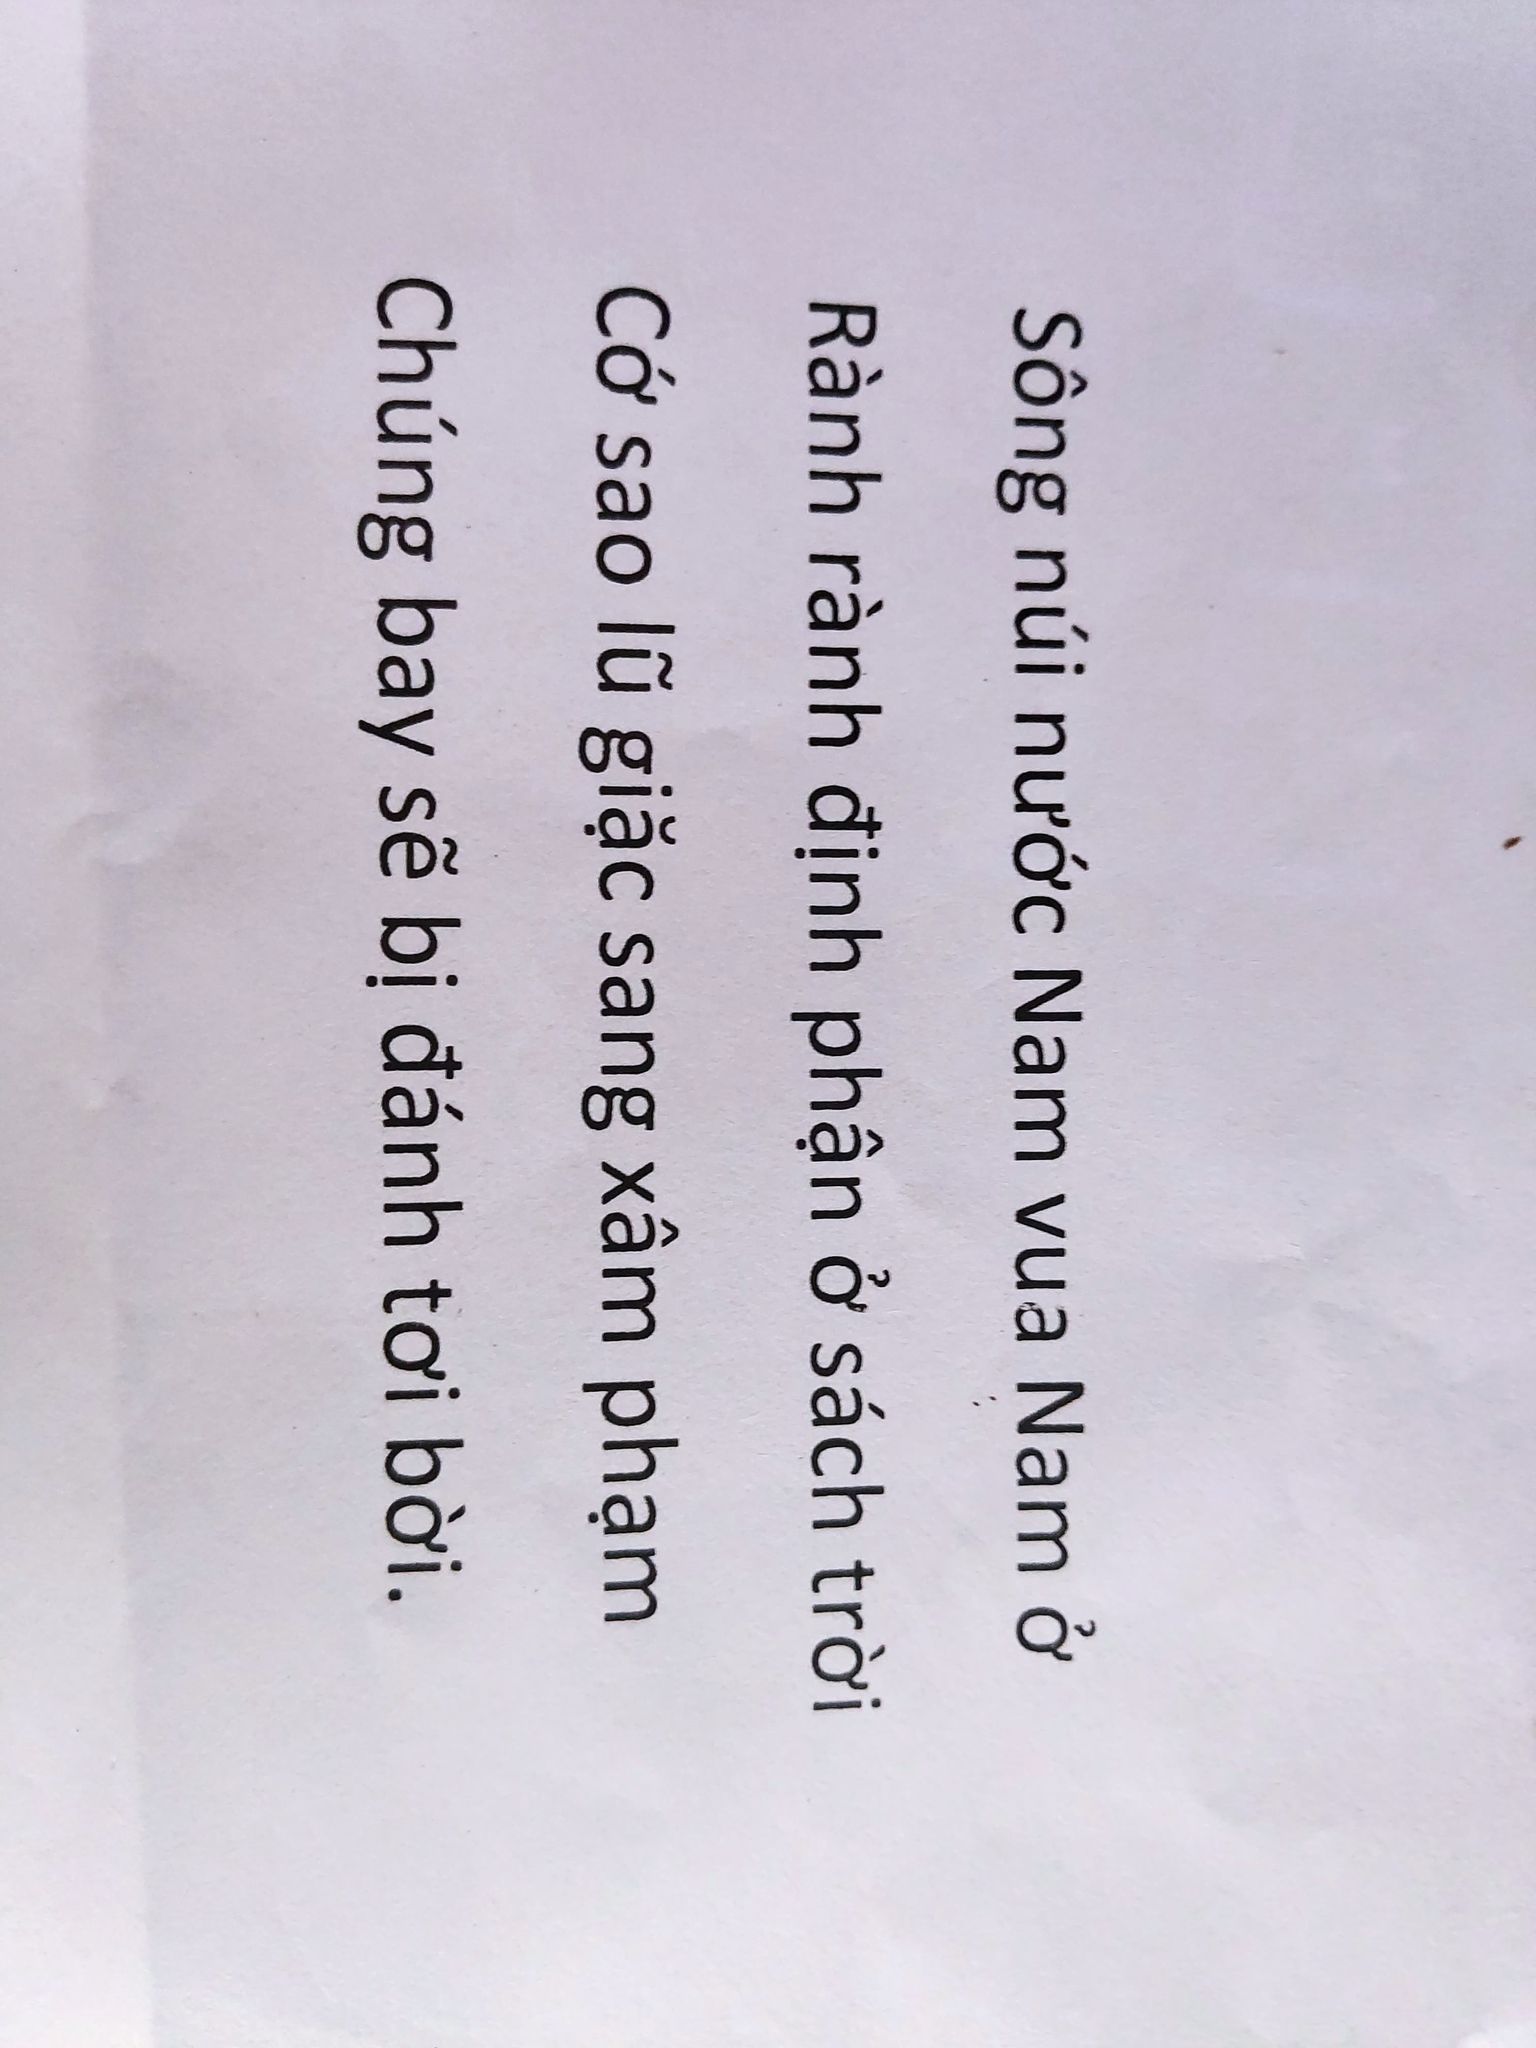 Sông núi nước Nam vua Nam ở
Rành rành định phận ở sách trời
Cớ sao lũ giặc sang xâm phạm
Chúng bay sẽ bị đánh tơi bời.